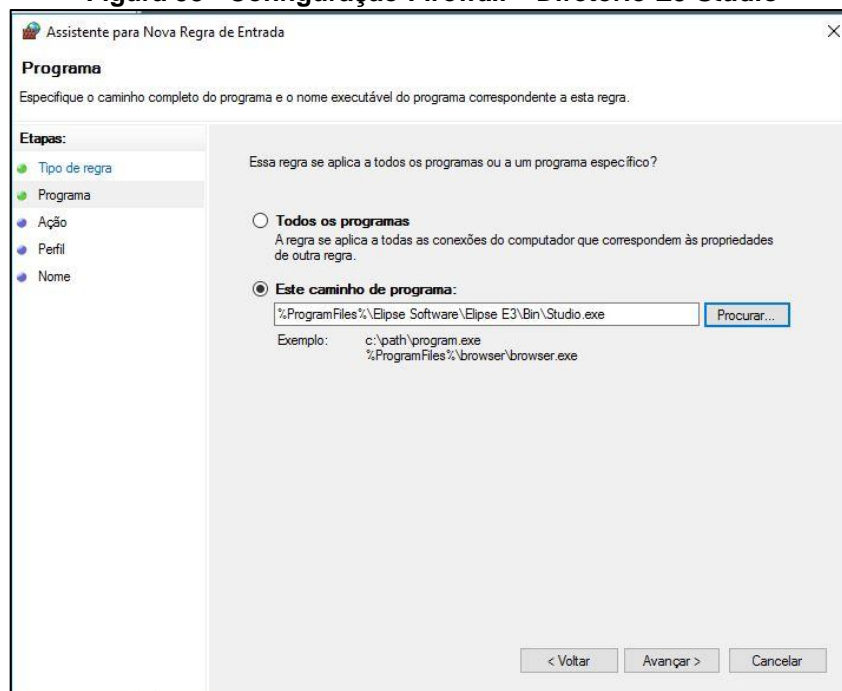 Assistente para Nova Regra de Entrada
Programa
Especifique o caminho completo do programa e o nome executável do programa correspondente a esta regra.
Etapas:
Tipo de regra
Programa
Ação
Perfil
Nome
Essa regra se aplica a todos os programas ou a um programa específico?
Todos os programas
A regra se aplica a todas as conexões do computador que correspondem às propriedades
de outra regra.
Este caminho de programa:
%ProgramFiles%\Elipse Software\Elipse E3\Bin\Studio.exe
Procurar...
Exemplo: c:\path\program.exe
%ProgramFiles%\browser\browser.exe
< Voltar Avançar > Cancelar